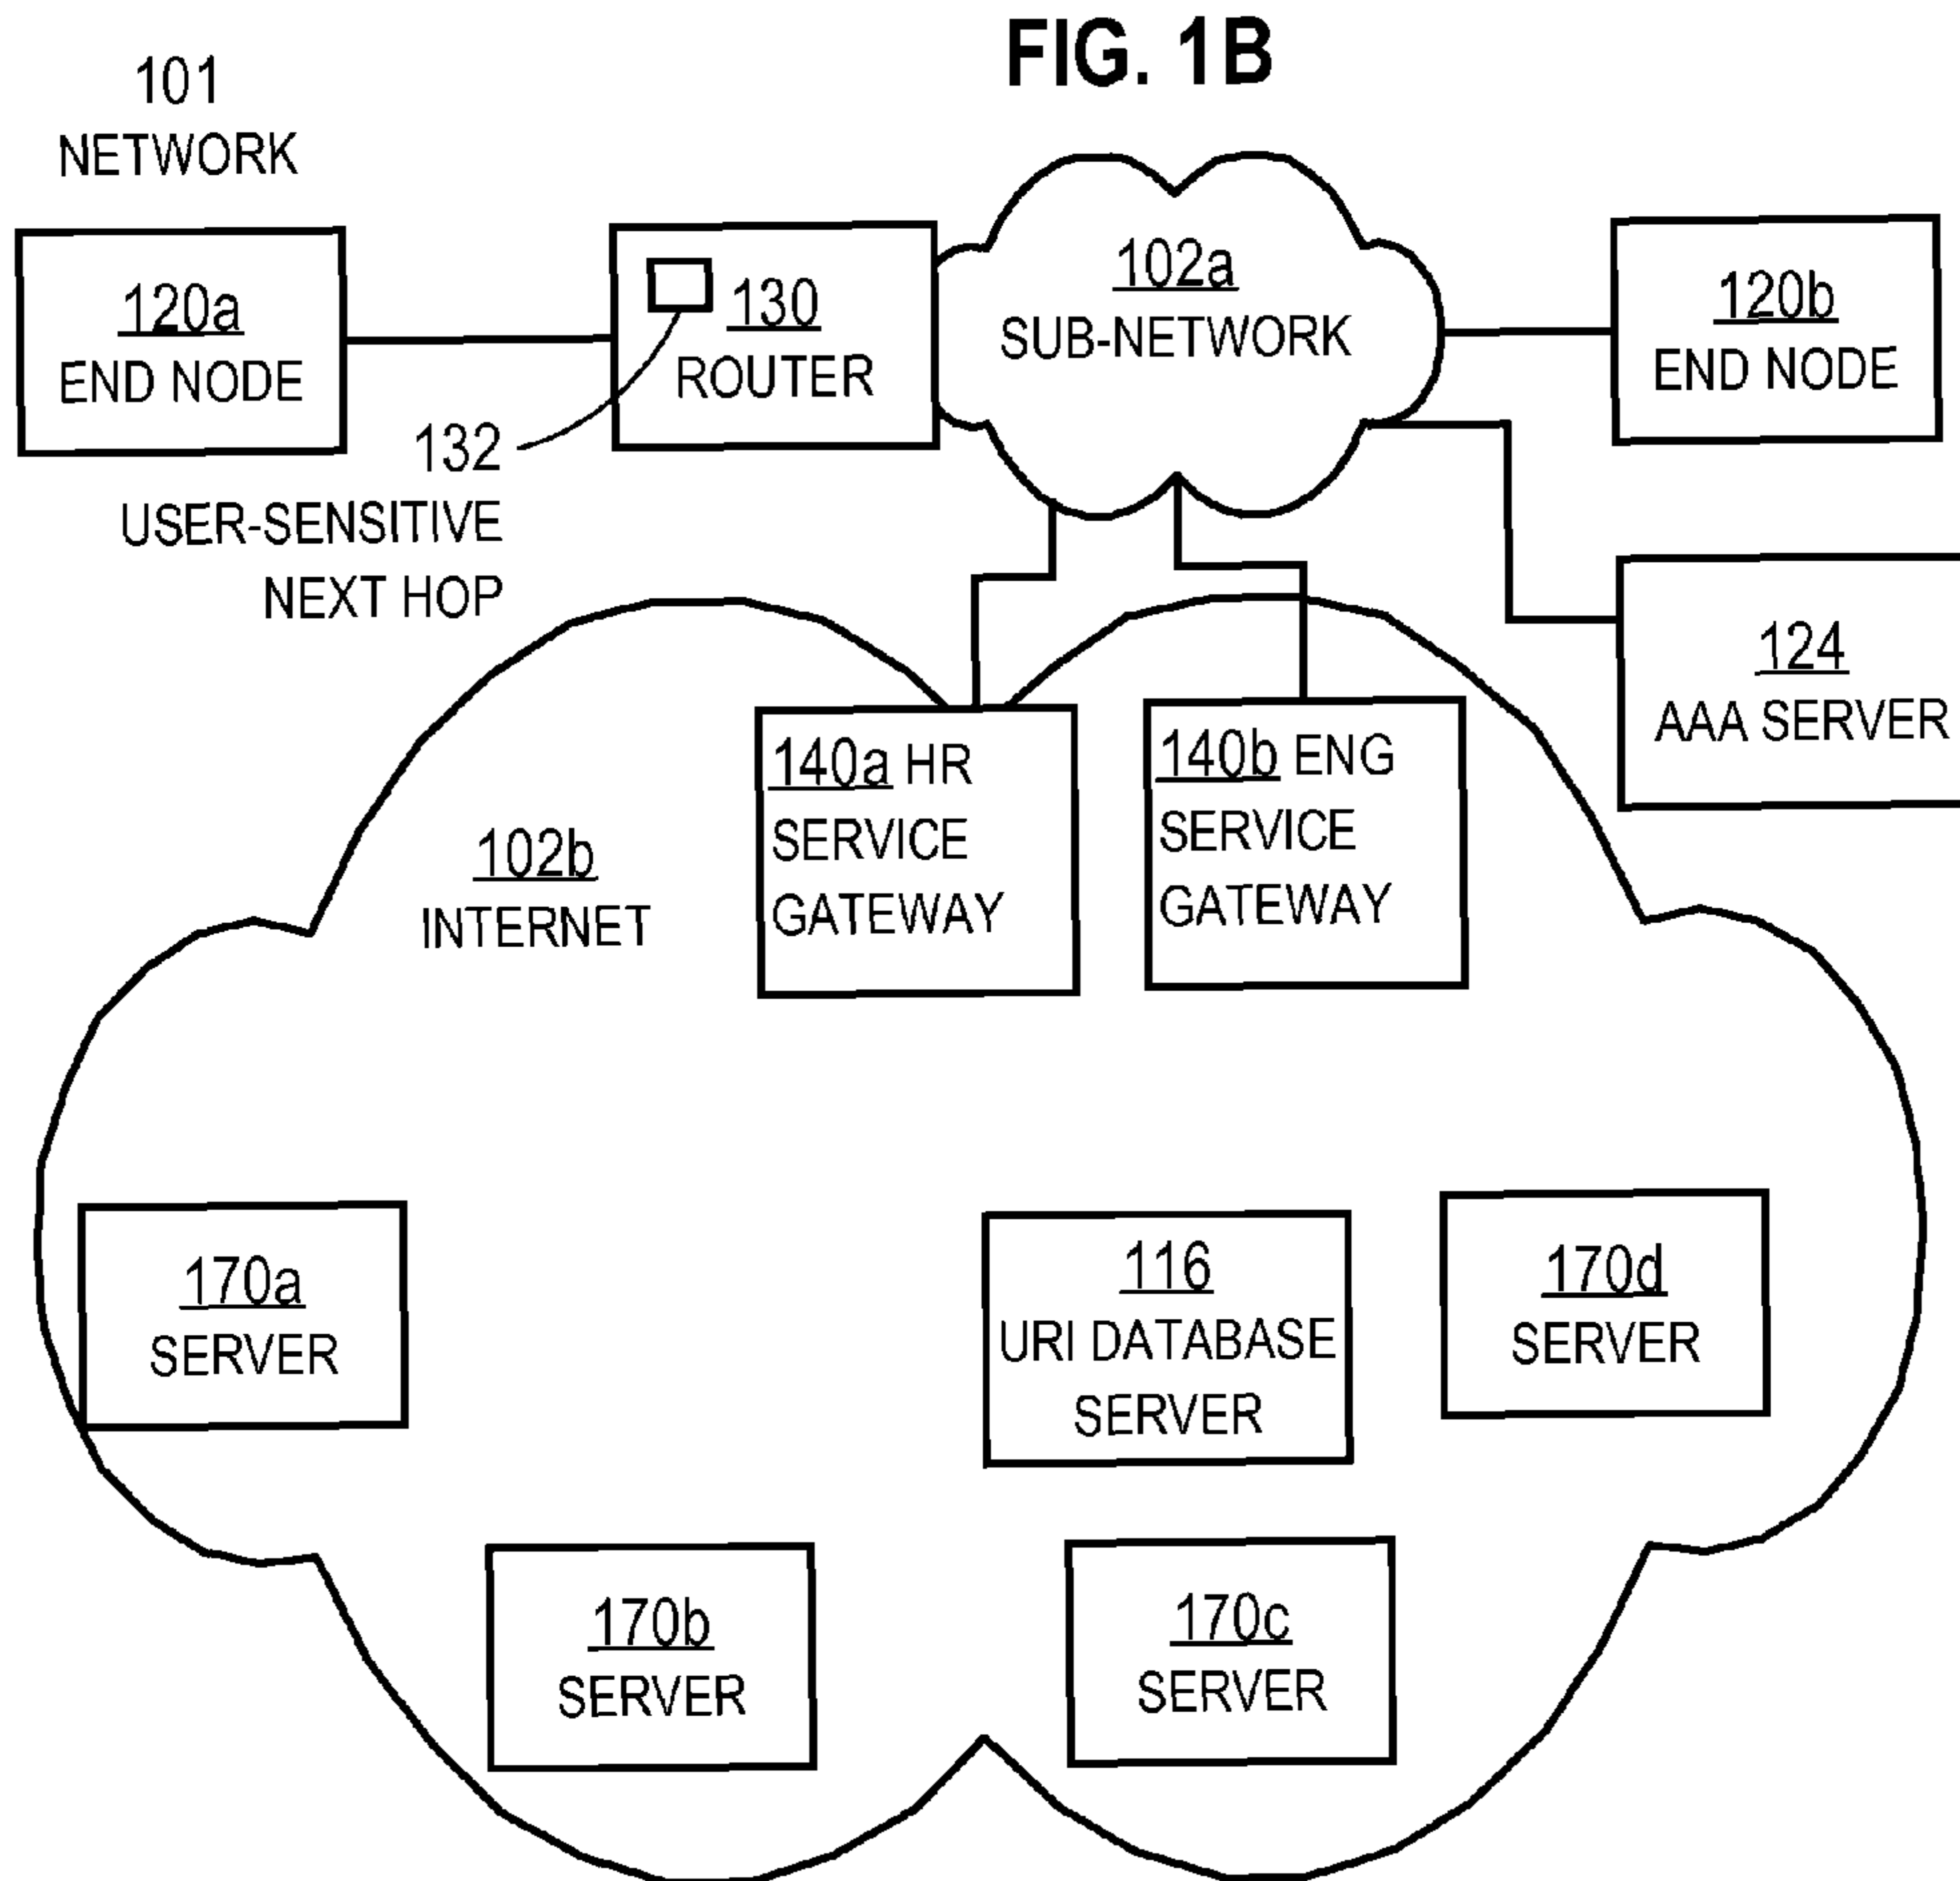 FIG. 1B
101
NETWORK
120a
END NODE
130
ROUTER
102a
SUB-NETWORK
120b
END NODE
132
USER-SENSITIVE
NEXT HOP
124
AAA SERVER
140a HR
SERVICE
GATEWAY
140b ENG
SERVICE
GATEWAY
102b
INTERNET
170a
SERVER
116
URI DATABASE
SERVER
170d
SERVER
170b
SERVER
170c
SERVER